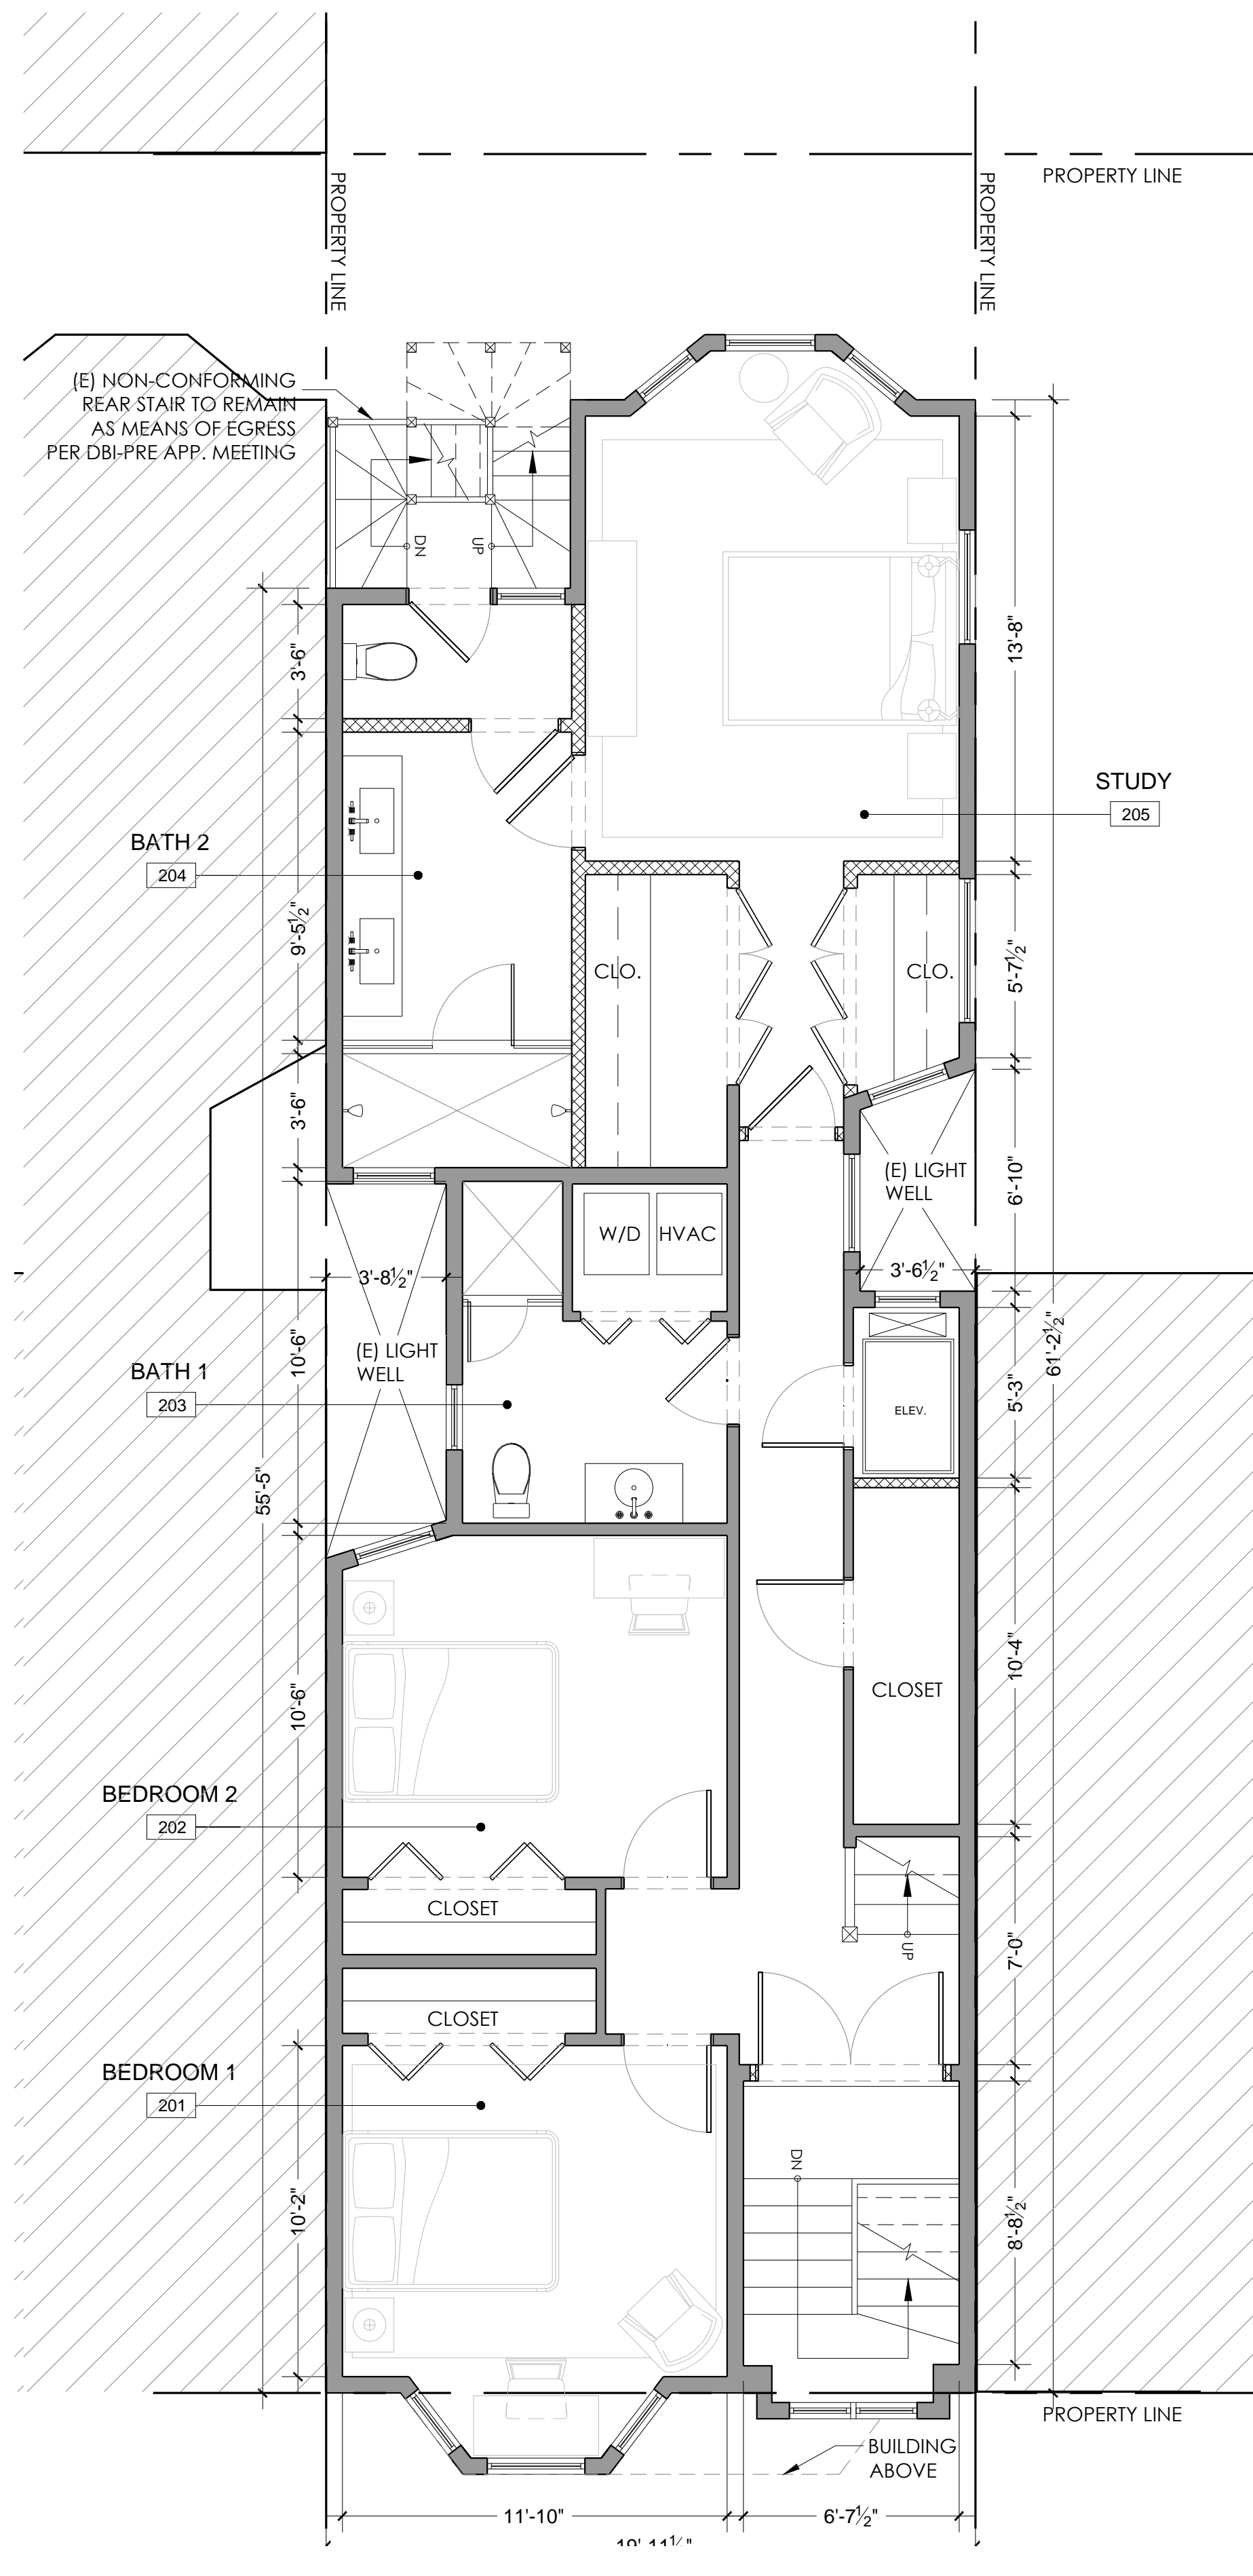 PROPERTY LINE
PROPERTY LINE
PROPERTY LINE
(E) NON-CONFORMING
REAR STAIR TO REMAIN
AS MEANS OF EGRESS
PER DBI-PRE APP. MEETING
DN
UP
3'-6"
13'-8"
STUDY
205
BATH 2
204
9'-5½"
CLO.
CLO.
5'-7½"
3'-6"
(E) LIGHT
WELL
6'-10"
W/D
HVAC
3'-8½"
3'-6½"
10'-6"
(E) LIGHT
WELL
61'-2½"
BATH 1
203
ELEV.
5'-3"
55'-5"
10'-6"
10'-4"
CLOSET
BEDROOM 2
202
CLOSET
UP
7'-0"
CLOSET
BEDROOM 1
201
DN
10'-2"
8'-8½"
PROPERTY LINE
BUILDING
ABOVE
11'-10"
6'-7½"